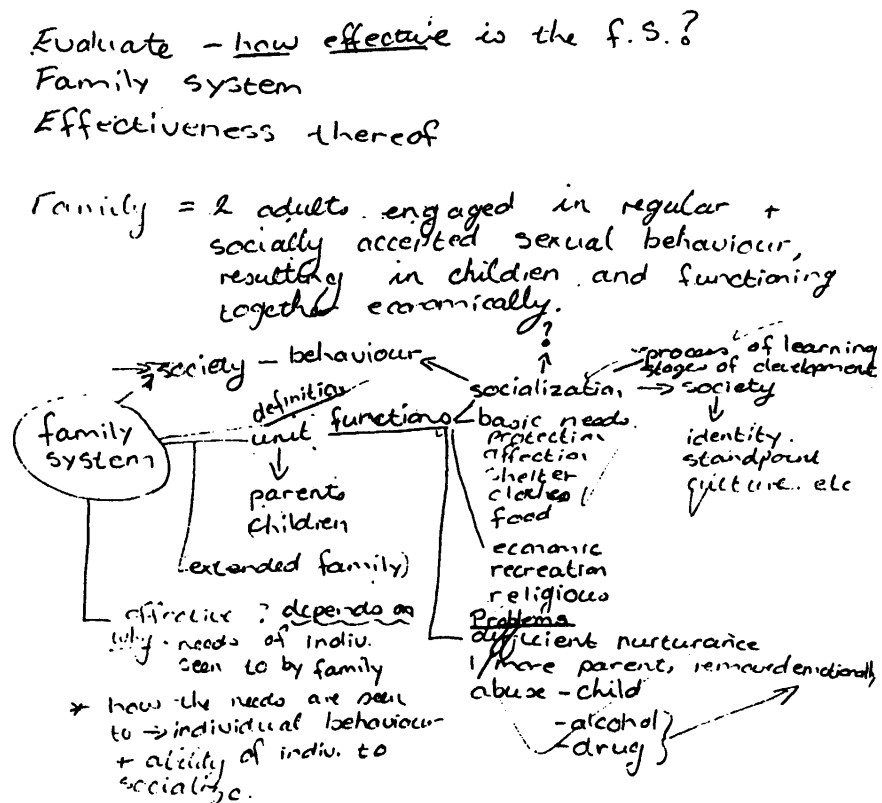 Evaluate - how effective is the f.S.?
Family system
Effectiveness thereof
Family = 2 adults engaged in regular +
socially accepted sexual behaviour,
resulting in children and functioning
together economically.
?
society - behaviour
process of learning
stages of development
socialization → society
definition
functions
basic needs.
protection
affection
shelter
clothes
food
identity.
standpoint
culture. etc
family
system
unit
parents
children
extended family)
economic
recreation
religious
effective ? depends on
why - needs of indiv.
seen to by family
* how the needs are seen
to → individual behaviour
+ ability of indiv. to
Problems
deficient nurturance
1/more parents removed emotionally
abuse - child
- alcohol
- drug